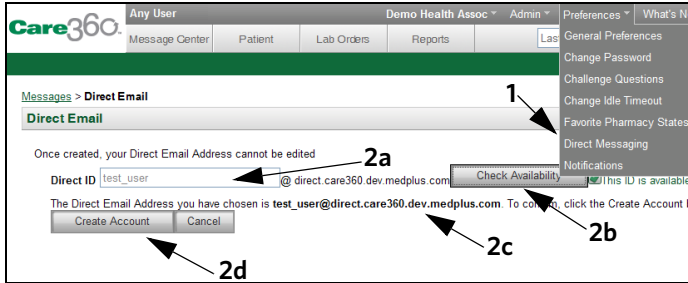 Any User Demo Health Assoc Admin Preferences What's N
Care360.
Message Center Patient Lab Orders Reports Las
General Preferences
Change Password
Challenge Questions
Change Idle Timeout
Favorite Pharmacy States
Direct Messaging
Notifications
1
Messages > Direct Email
Direct Email
Once created, your Direct Email Address cannot be edited
2a
Direct ID test_user @ direct.care360.dev.medplus.com Check Availability This ID is available
The Direct Email Address you have chosen is test_user@direct.care360.dev.medplus.com. To confirm, click the Create Account
2b
Create Account Cancel
2c
2d